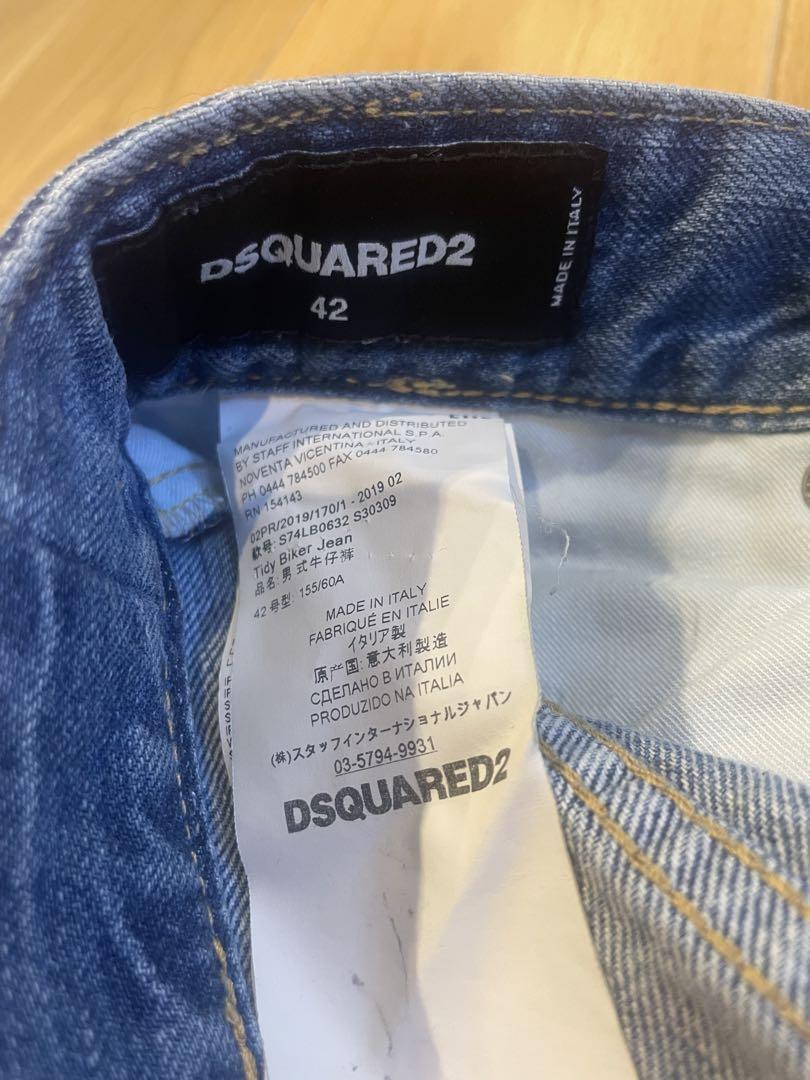 DSQUARED2
42
MADE IN ITALY
MANUFACTURED AND DISTRIBUTED
BY STAFF INTERNATIONAL S.P.A.
NOVENTA VICENTINA - ITALY
PH 0444 784500 FAX 0444 784580
RN 154143
02PR/2019/170/1 - 2019 02
款号: S74LB0632 S30309
Tidy Biker Jean
品名: 男式牛仔裤
42 号型: 155/60A
MADE IN ITALY
FABRIQUÉ EN ITALIE
イタリア製
原产国: 意大利製造
СДЕЛАНО В ИТАЛИИ
PRODUZIDO NA ITALIA
(株)スタッフインターナショナルジャパン
03-5794-9931
DSQUARED2